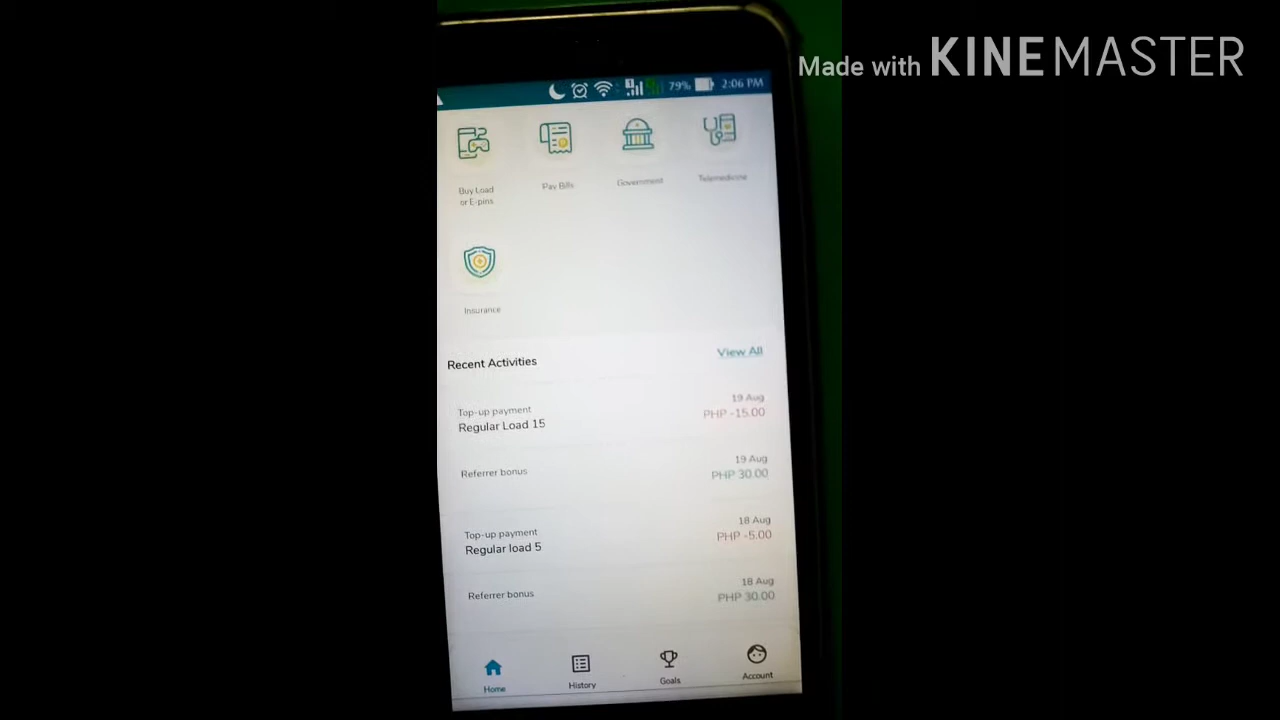 Made with KINEMASTER
1
79%
2:06 PM
Buy Load
or E-pins
Pay Bills
Government
Telemedicine
Insurance
Recent Activities
View All
Top-up payment
Regular Load 15
19 Aug
PHP -15.00
Referrer bonus
19 Aug
PHP 30.00
Top-up payment
Regular load 5
18 Aug
PHP -5.00
Referrer bonus
18 Aug
PHP 30.00
Home
History
Goals
Account